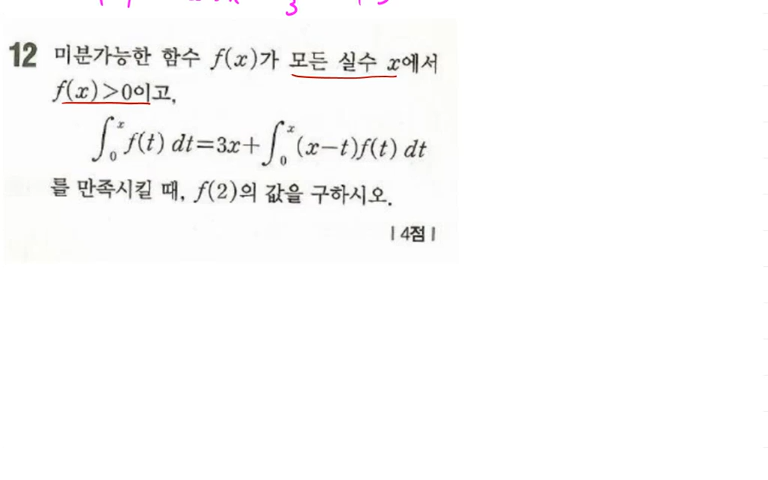 12 미분가능한 함수 f(x)가 모든 실수 x에서
f(x)>0이고,
∫₀ˣ f(t) dt=3x+∫₀ˣ (x-t)f(t) dt
를 만족시킬 때, f(2)의 값을 구하시오.
| 4점 |